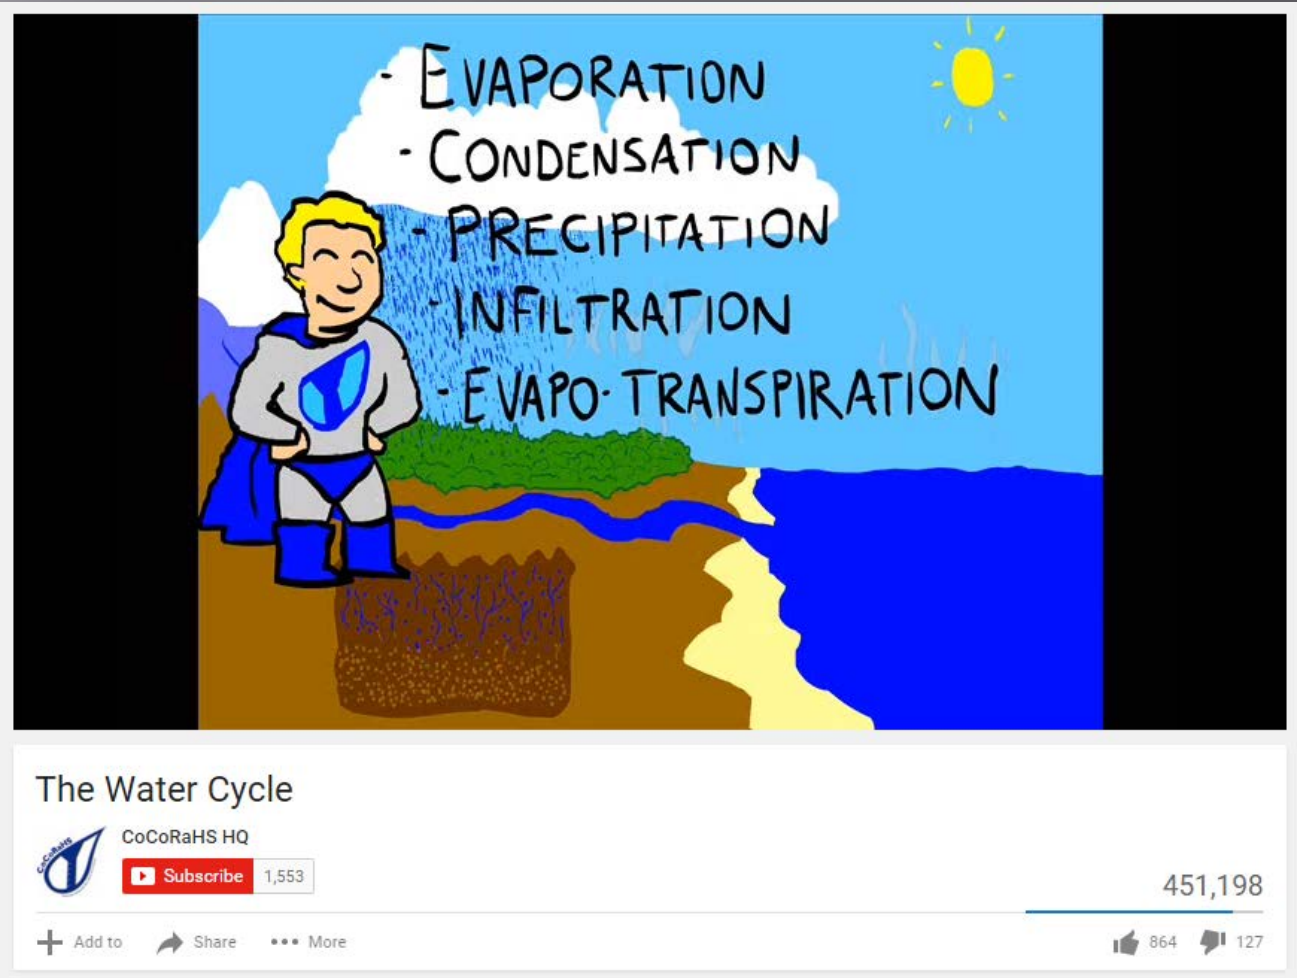 - EVAPORATION
- CONDENSATION
- PRECIPITATION
- INFILTRATION
- EVAPO-TRANSPIRATION
The Water Cycle
CoCoRaHS
CoCoRaHS HQ
Subscribe 1,553
451,198
Add to Share More 864 127